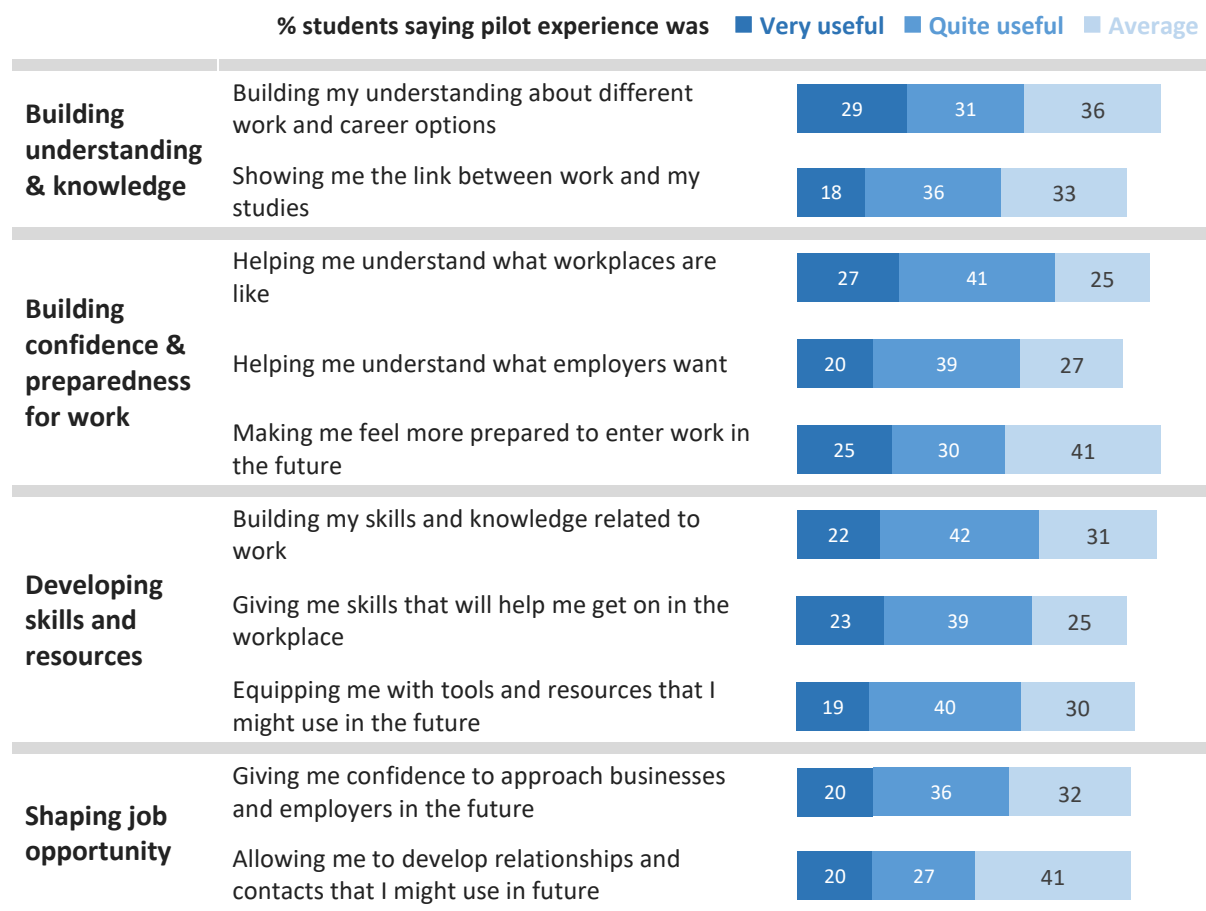 % students saying pilot experience was Very useful Quite useful Average
Building
understanding
& knowledge
Building my understanding about different
work and career options
29 31 36
Showing me the link between work and my
studies
18 36 33
Building
confidence &
preparedness
for work
Helping me understand what workplaces are
like
27 41 25
Helping me understand what employers want
20 39 27
Making me feel more prepared to enter work in
the future
25 30 41
Developing
skills and
resources
Building my skills and knowledge related to
work
22 42 31
Giving me skills that will help me get on in the
workplace
23 39 25
Equipping me with tools and resources that I
might use in the future
19 40 30
Shaping job
opportunity
Giving me confidence to approach businesses
and employers in the future
20 36 32
Allowing me to develop relationships and
contacts that I might use in future
20 27 41